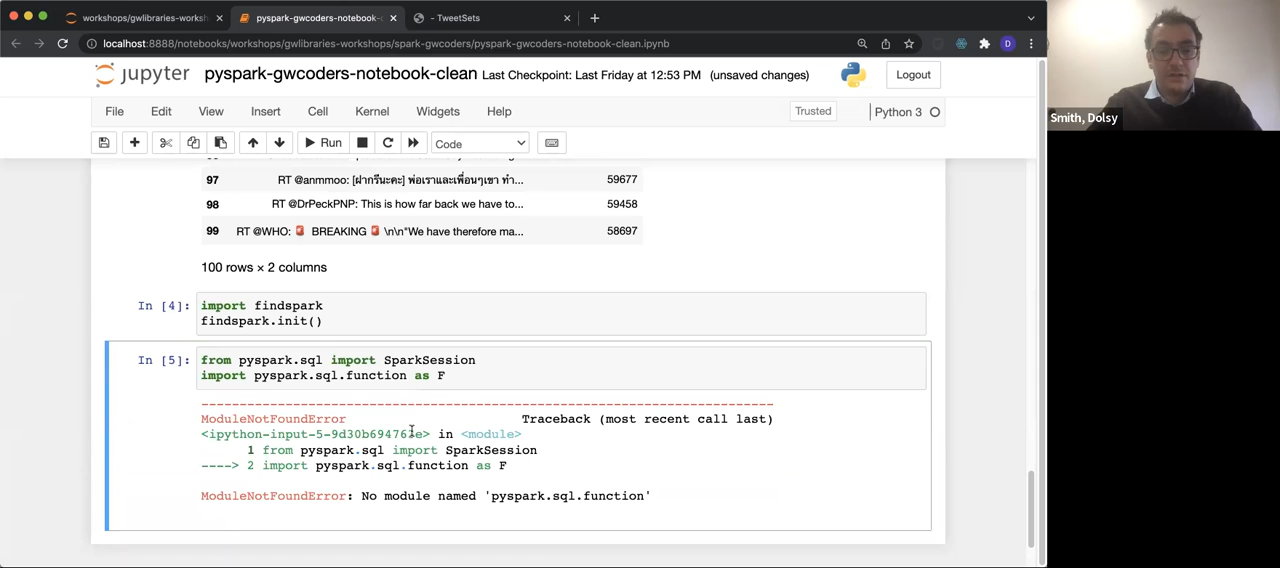 workshops/gwlibraries-worksh
pyspark-gwcoders-notebook-
- TweetSets
localhost:8888/notebooks/workshops/gwlibraries-workshops/spark-gwcoders/pyspark-gwcoders-notebook-clean.ipynb
D
jupyter pyspark-gwcoders-notebook-clean Last Checkpoint: Last Friday at 12:53 PM (unsaved changes)
Logout
File Edit View Insert Cell Kernel Widgets Help
Trusted
Python 3
Run
Code
97 RT @anmmoo: [ฝากรีนะคะ] พ่อเราและเพื่อนๆเขา ทำ... 59677
98 RT @DrPeckPNP: This is how far back we have to... 59458
99 RT @WHO: 🚨 BREAKING 🚨 \n\n"We have therefore ma... 58697
100 rows × 2 columns
In [4]: import findspark
findspark.init()
In [5]: from pyspark.sql import SparkSession
import pyspark.sql.function as F
---------------------------------------------------------------------------
ModuleNotFoundError Traceback (most recent call last)
in <module>
1 from pyspark.sql import SparkSession
----> 2 import pyspark.sql.function as F
ModuleNotFoundError: No module named 'pyspark.sql.function'
Smith, Dolsy